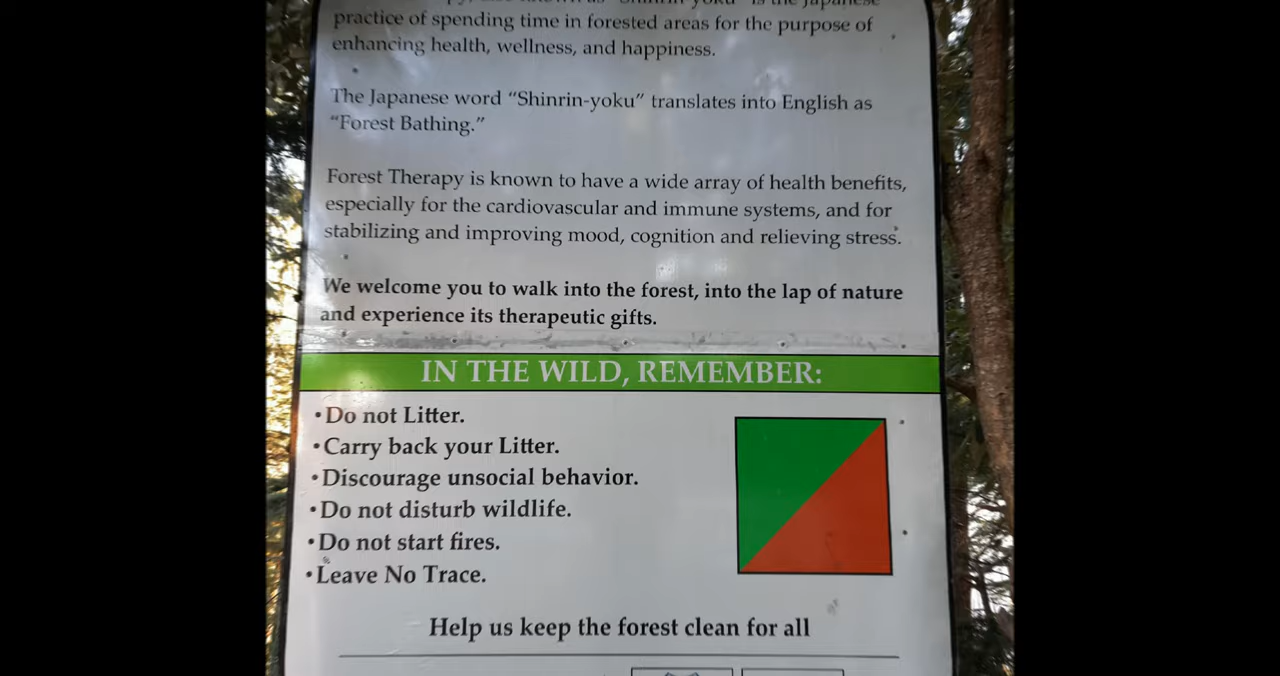 "Shinrin-yoku" is the Japanese
practice of spending time in forested areas for the purpose of
enhancing health, wellness, and happiness.
The Japanese word “Shinrin-yoku” translates into English as
“Forest Bathing.”
Forest Therapy is known to have a wide array of health benefits,
especially for the cardiovascular and immune systems, and for
stabilizing and improving mood, cognition and relieving stress.
We welcome you to walk into the forest, into the lap of nature
and experience its therapeutic gifts.
IN THE WILD, REMEMBER:
•Do not Litter.
•Carry back your Litter.
•Discourage unsocial behavior.
•Do not disturb wildlife.
•Do not start fires.
•Leave No Trace.
Help us keep the forest clean for all